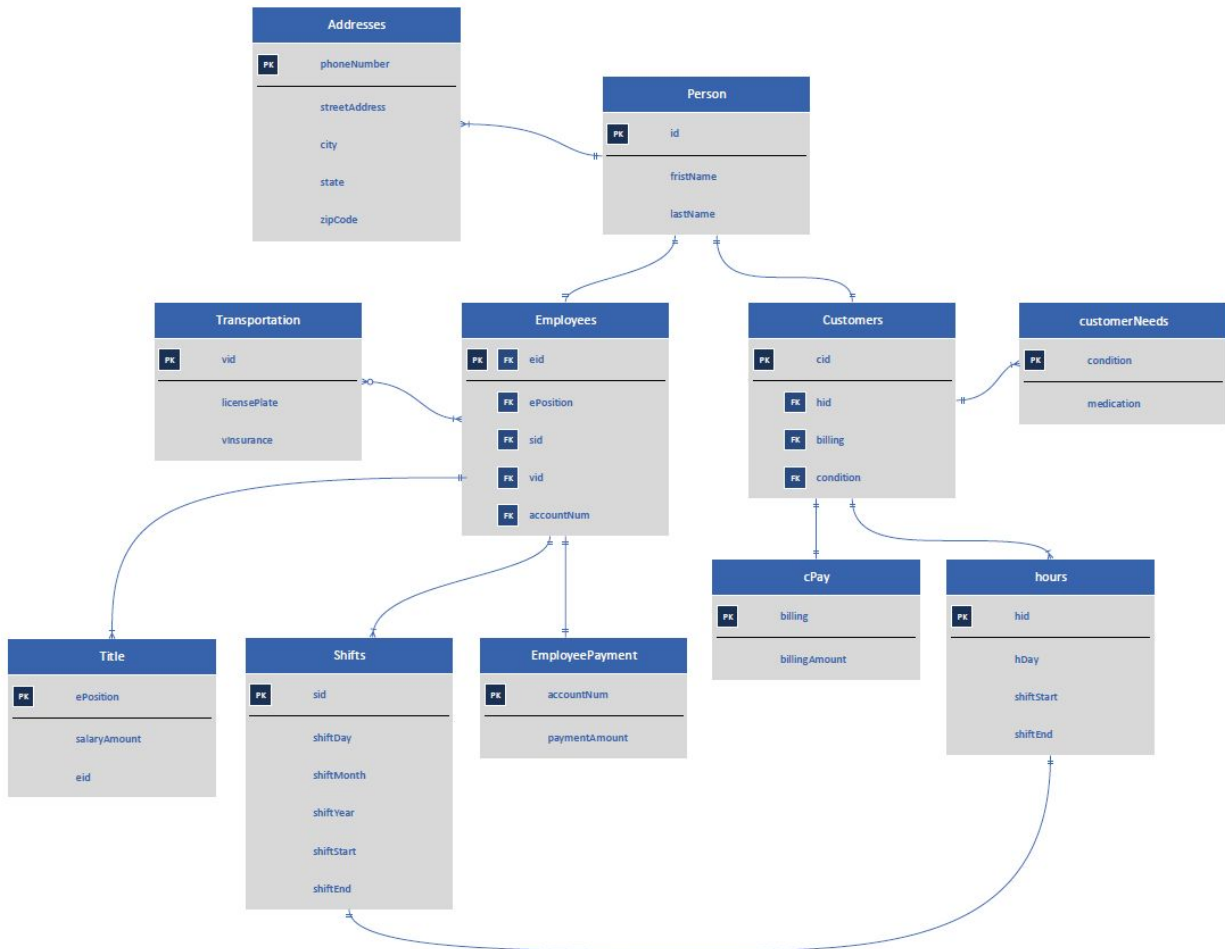 Addresses
PK phoneNumber
streetAddress
city
state
zipCode
Person
PK id
fristName
lastName
Transportation
PK vid
licensePlate
vInsurance
Employees
PK FK eid
FK ePosition
FK sid
FK vid
FK accountNum
Customers
PK cid
FK hid
FK billing
FK condition
customerNeeds
PK condition
medication
Title
PK ePosition
salaryAmount
eid
Shifts
PK sid
shiftDay
shiftMonth
shiftYear
shiftStart
shiftEnd
EmployeePayment
PK accountNum
paymentAmount
cPay
PK billing
billingAmount
hours
PK hid
hDay
shiftStart
shiftEnd